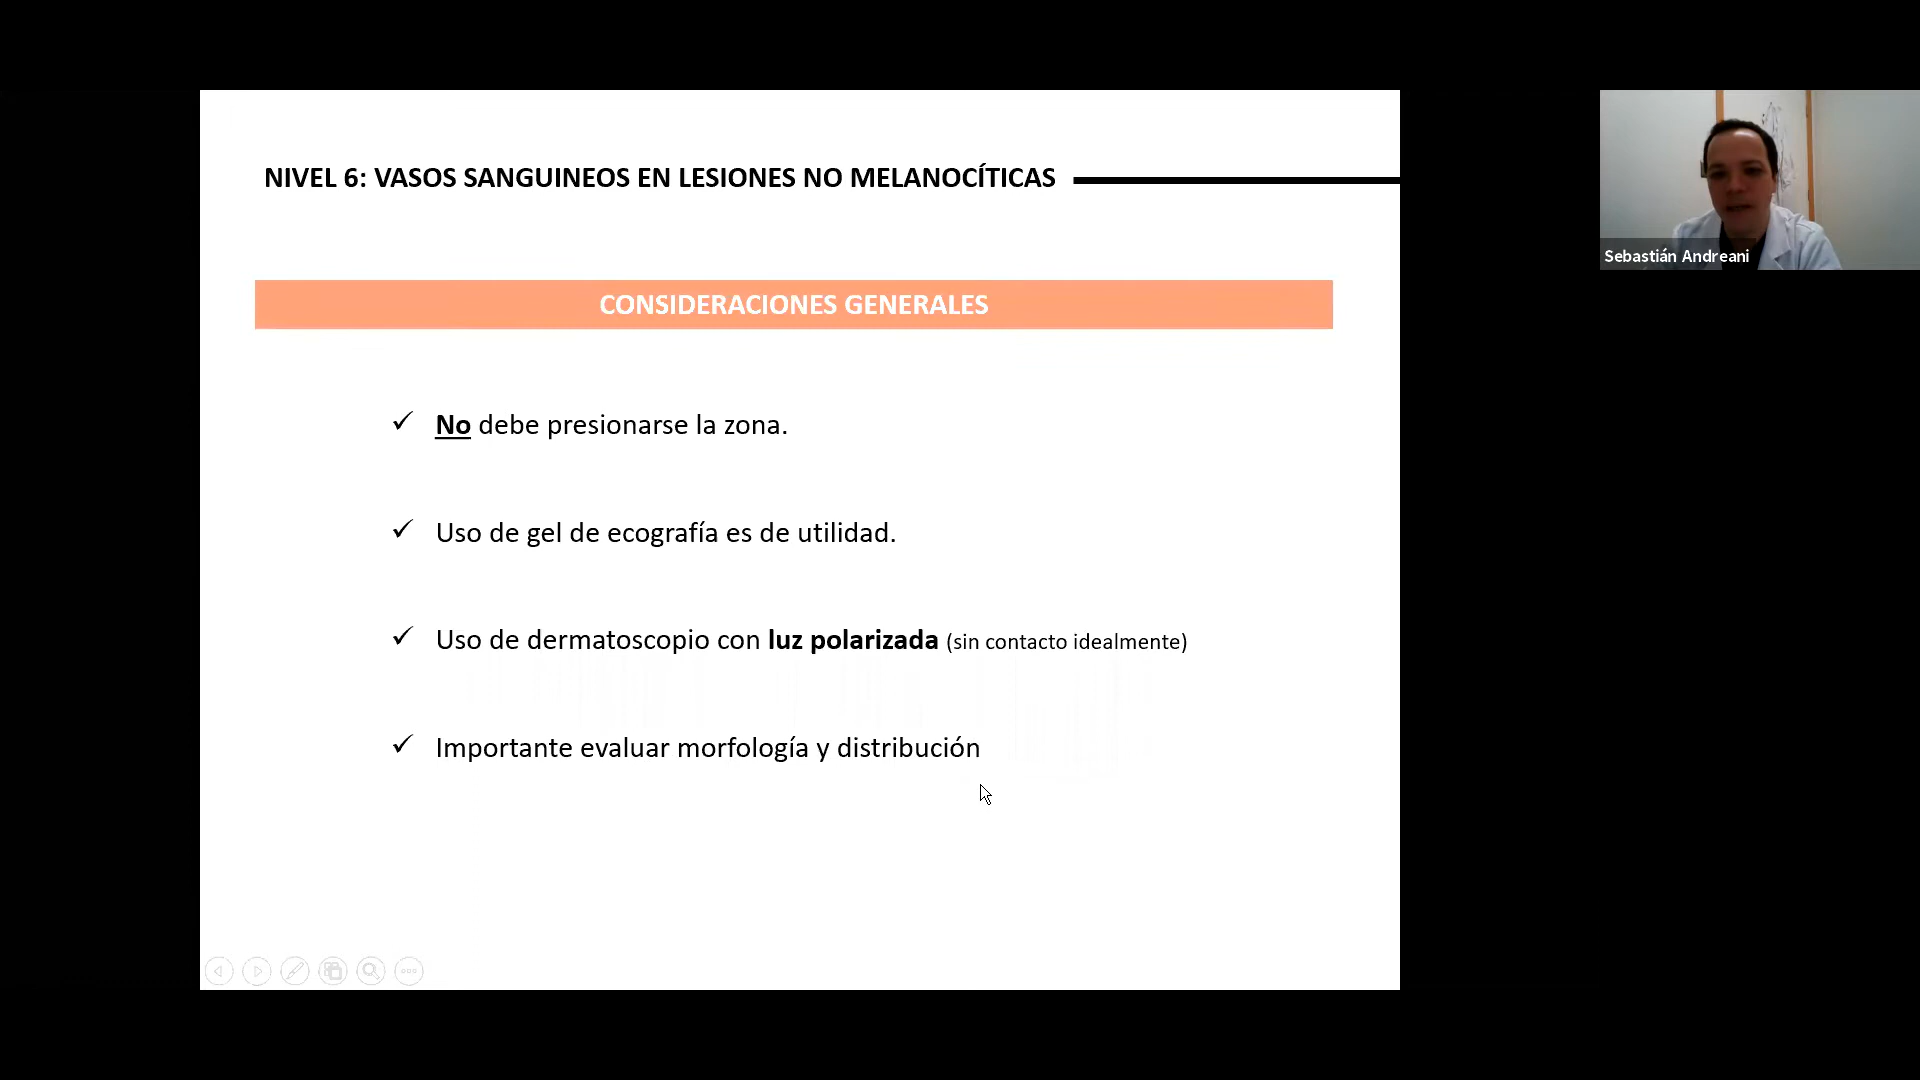 NIVEL 6: VASOS SANGUINEOS EN LESIONES NO MELANOCÍTICAS
CONSIDERACIONES GENERALES
✓ No debe presionarse la zona.
✓ Uso de gel de ecografía es de utilidad.
✓ Uso de dermatoscopio con luz polarizada (sin contacto idealmente)
✓ Importante evaluar morfología y distribución
Sebastián Andreani